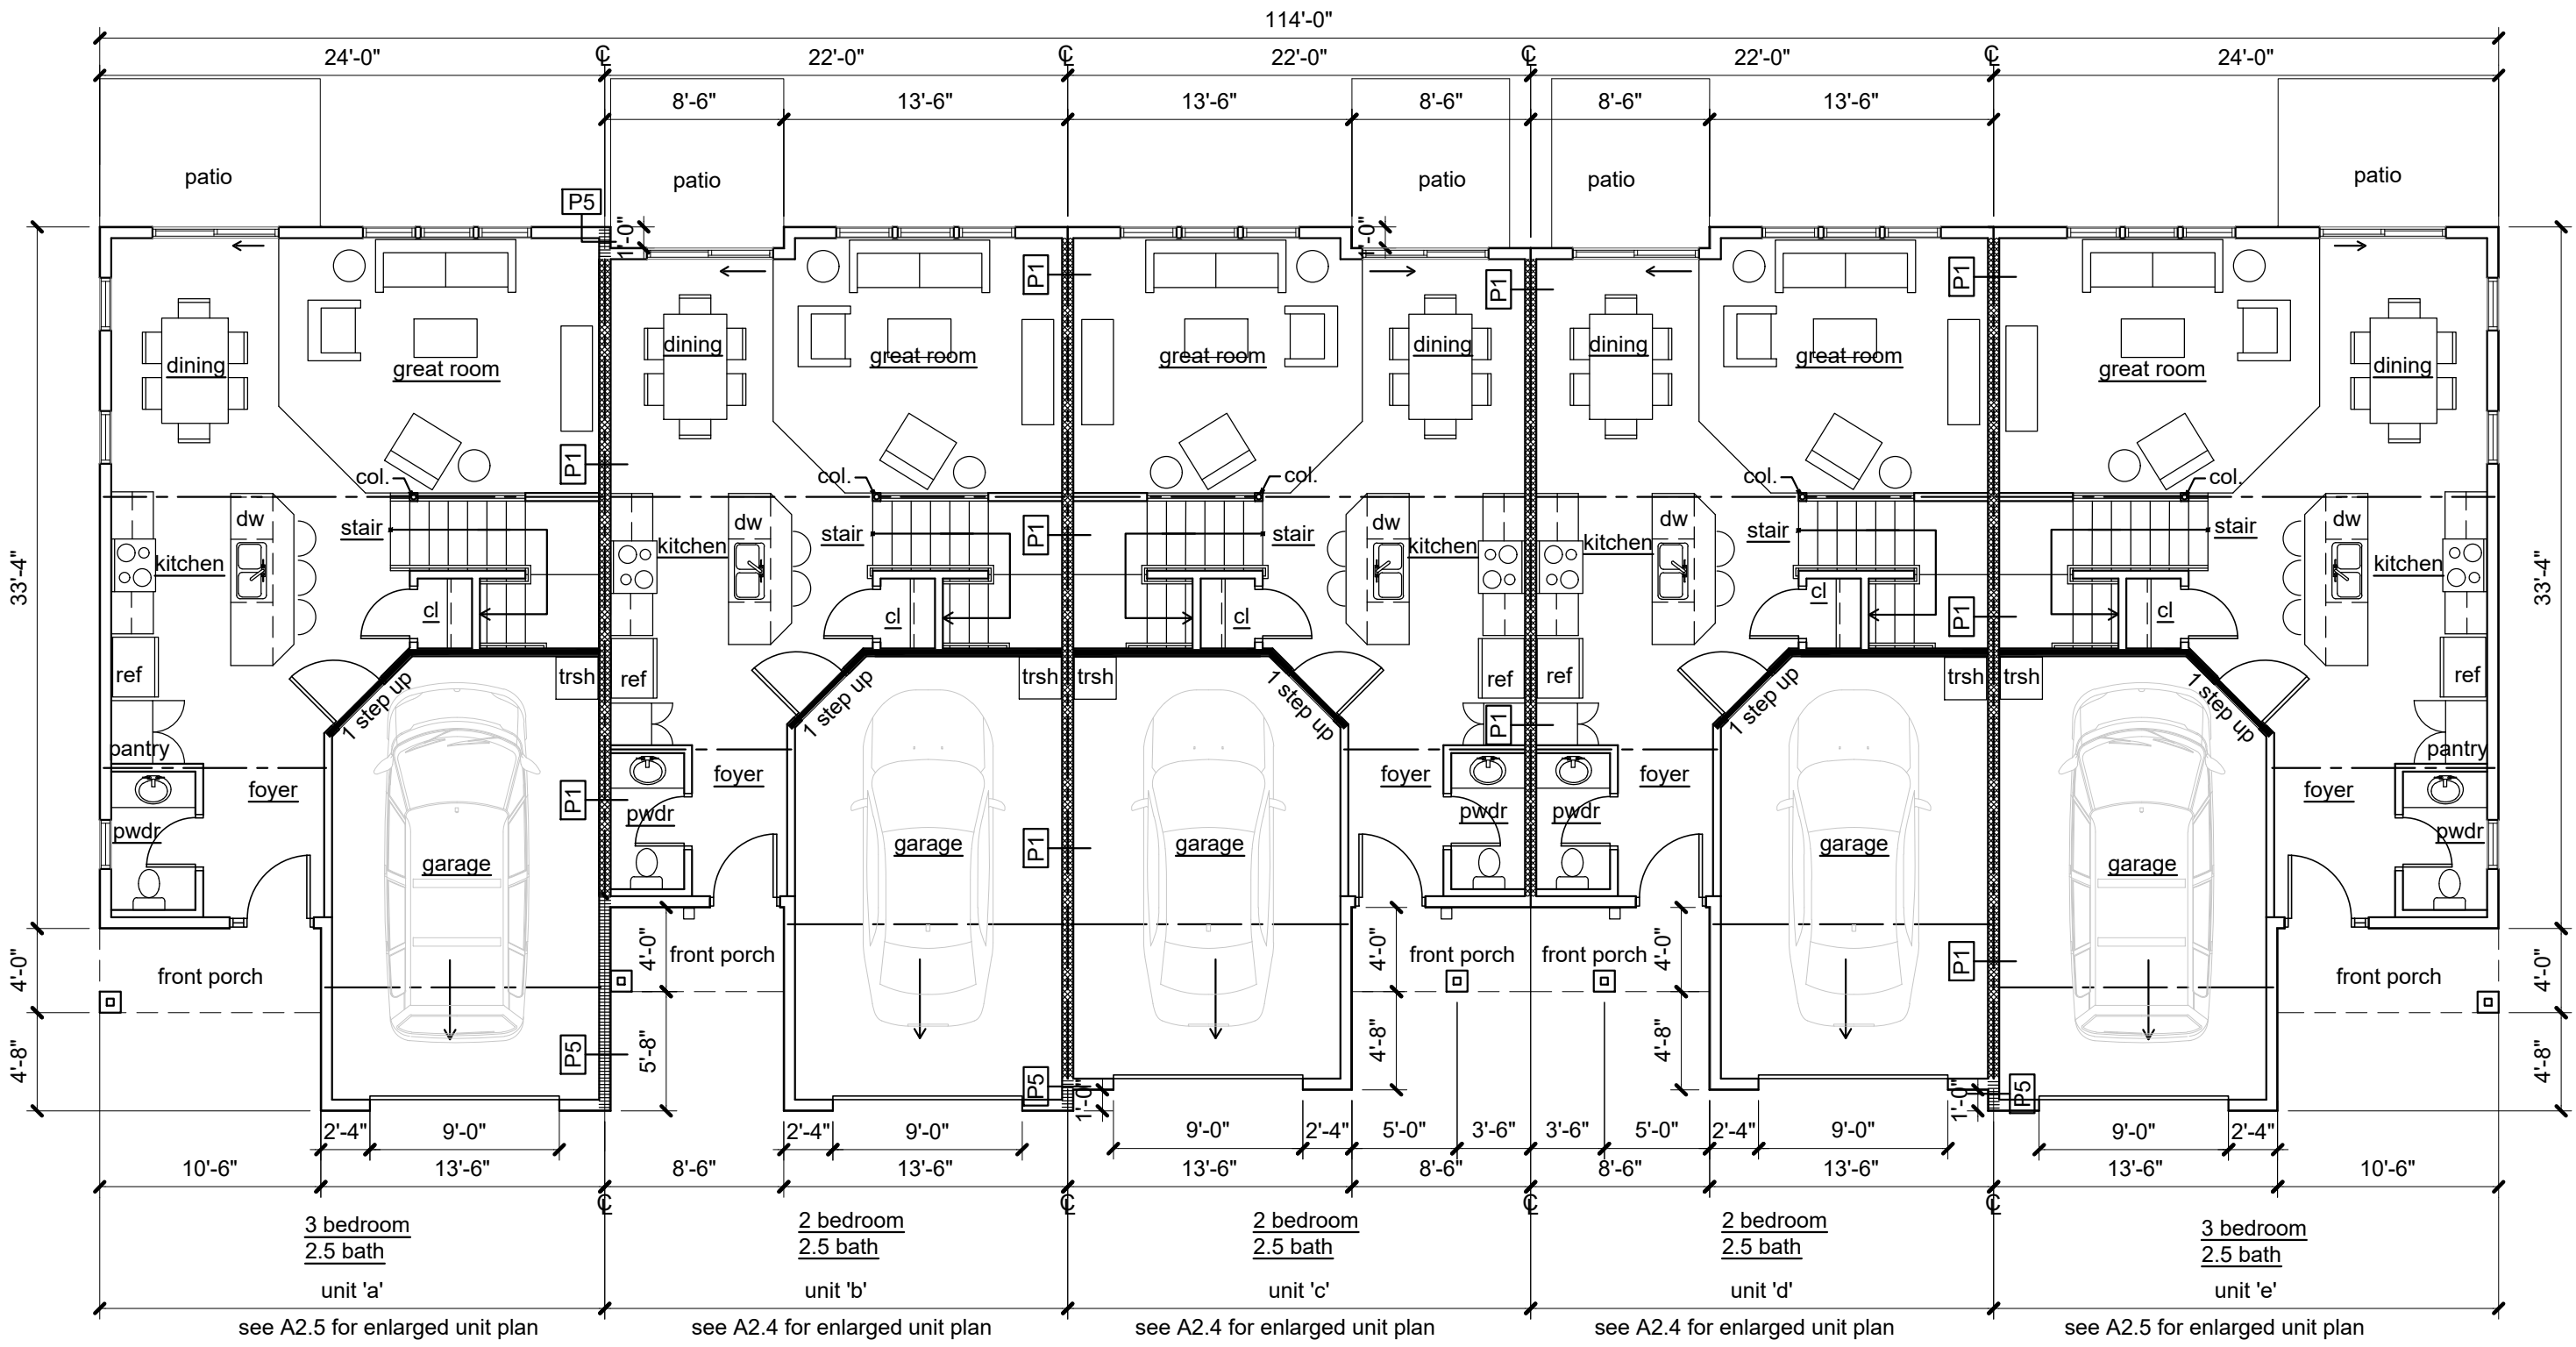 114'-0"
24'-0" ℄ 22'-0" ℄ 22'-0" ℄ 22'-0" ℄ 24'-0"
8'-6" 13'-6" 13'-6" 8'-6" 8'-6" 13'-6"
patio patio patio patio patio
P5
1'-0" 1'-0"
P1 P1 P1
dining great room dining great room great room dining dining great room great room dining
P1
col. col. col. col. col.
dw stair dw stair P1 stair dw dw stair stair dw
kitchen kitchen kitchen kitchen kitchen
33'-4" 33'-4"
cl cl cl cl P1 cl
ref trsh ref trsh trsh ref ref trsh trsh ref
1 step up 1 step up 1 step up 1 step up 1 step up
P1
pantry pantry
foyer foyer foyer foyer foyer
P1
pwdr pwdr pwdr pwdr pwdr
garage garage P1 garage garage garage
front porch front porch front porch front porch front porch
4'-0" 4'-0" 4'-0" 4'-0" P1 4'-0"
4'-8" P5 5'-8" 4'-8" 4'-8" 4'-8"
P5 1'-0" 1'-0" P5
2'-4" 9'-0" 2'-4" 9'-0" 9'-0" 2'-4" 5'-0" 3'-6" 3'-6" 5'-0" 2'-4" 9'-0" 9'-0" 2'-4"
10'-6" 13'-6" 8'-6" 13'-6" 13'-6" 8'-6" 8'-6" 13'-6" 13'-6" 10'-6"
℄ ℄ ℄ ℄
3 bedroom 2 bedroom 2 bedroom 2 bedroom 3 bedroom
2.5 bath 2.5 bath 2.5 bath 2.5 bath 2.5 bath
unit 'a' unit 'b' unit 'c' unit 'd' unit 'e'
see A2.5 for enlarged unit plan see A2.4 for enlarged unit plan see A2.4 for enlarged unit plan see A2.4 for enlarged unit plan see A2.5 for enlarged unit plan